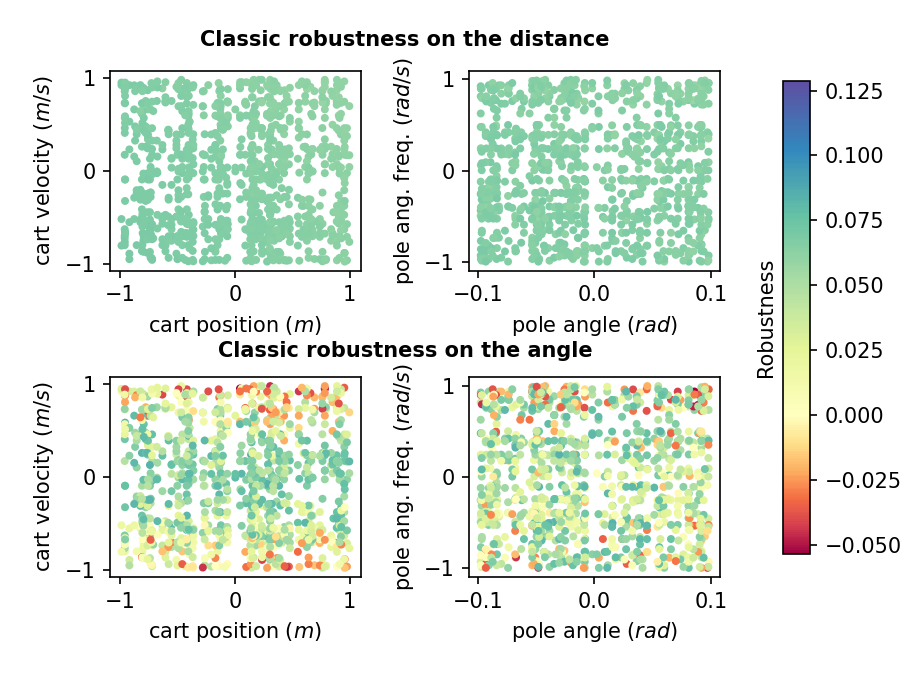 Classic robustness on the distance
cart velocity (m/s)
1
0
−1
−1 0 1
cart position (m)
pole ang. freq. (rad/s)
1
0
−1
−0.1 0.0 0.1
pole angle (rad)
Classic robustness on the angle
cart velocity (m/s)
1
0
−1
−1 0 1
cart position (m)
pole ang. freq. (rad/s)
1
0
−1
−0.1 0.0 0.1
pole angle (rad)
Robustness
0.125
0.100
0.075
0.050
0.025
0.000
−0.025
−0.050